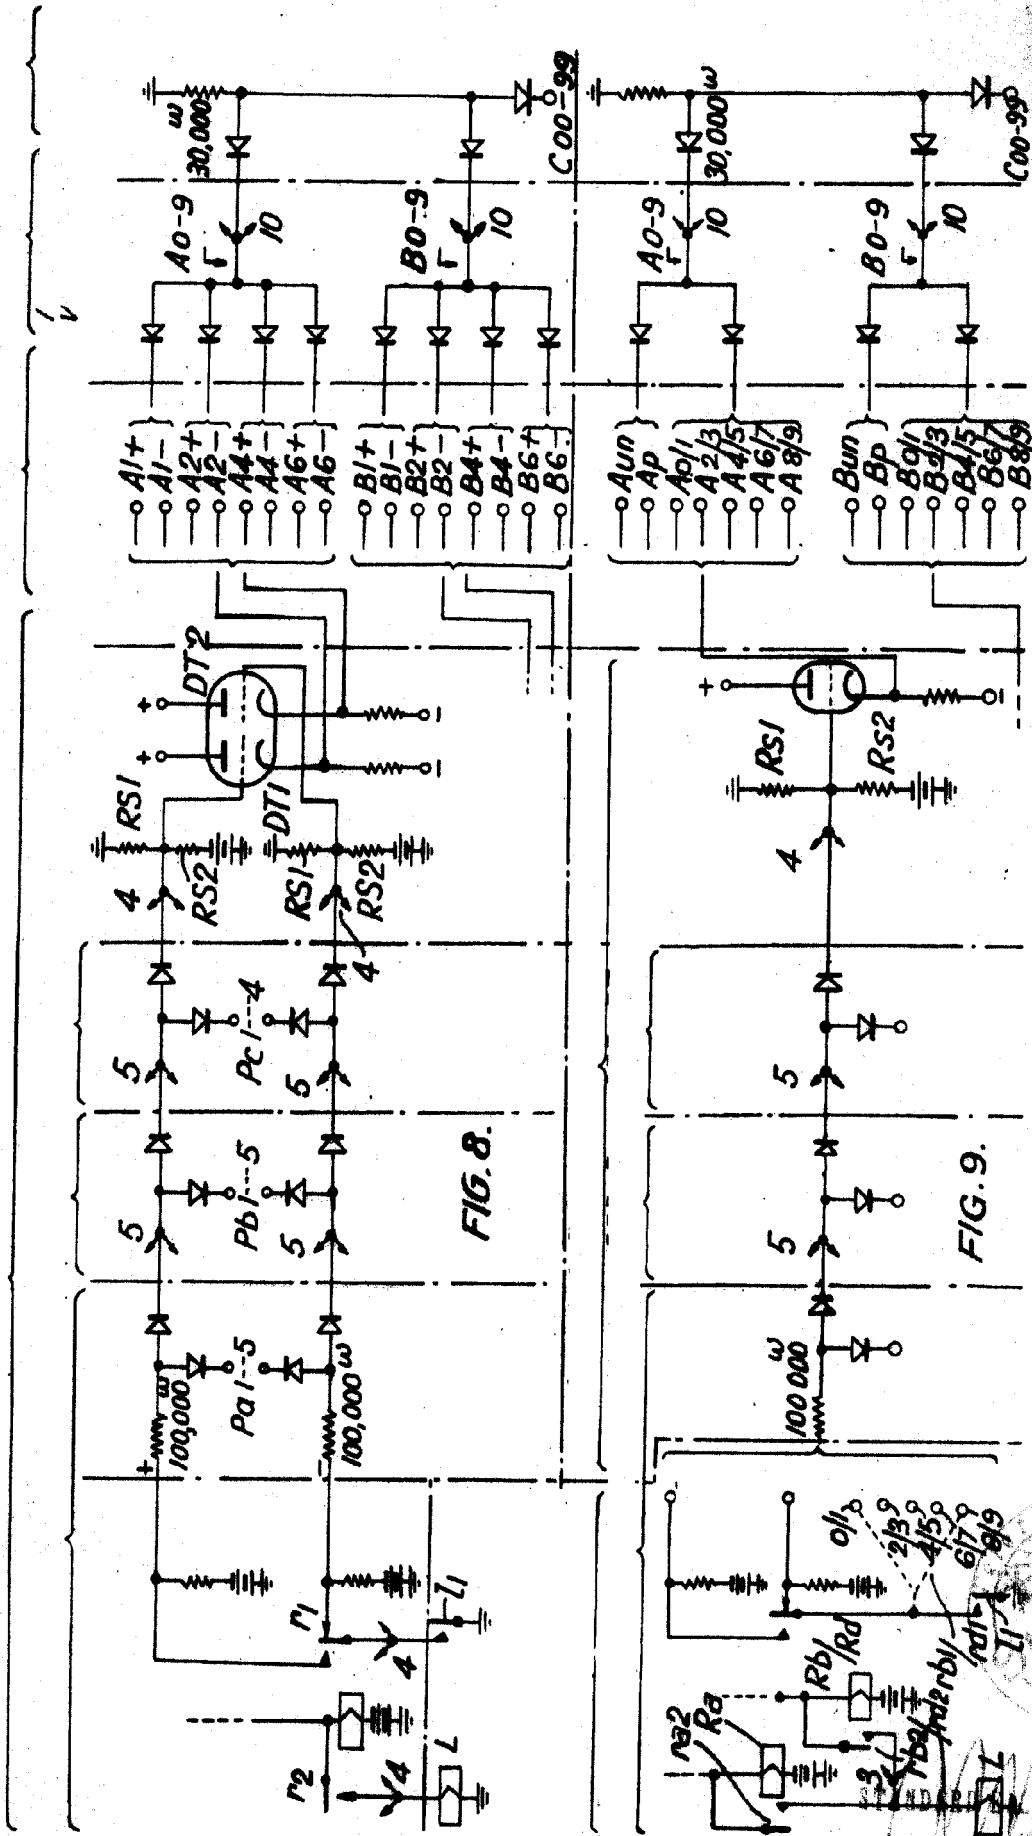 30,000 ω
C00-99
A0-9
10
B0-9
10
A1+
A1-
A2+
A2-
A4+
A4-
A6+
A6-
B1+
B1-
B2+
B2-
B4+
B4-
B6+
B6-
DT2
+
+
-
-
DT1
RS1
RS2
RS1
RS2
4
4
Pc1--4
5
5
Pb1---5
5
5
Pa1--5
100,000 ω
+
100,000 ω
-
r1
l1
4
r2
4
L
FIG. 8.
30,000 ω
C00-99
A0-9
10
B0-9
10
Aun
Ap
A0/1
A2/3
A4/5
A6/7
A8/9
Bun
Bp
B0/1
B2/3
B4/5
B6/7
B8/9
+
-
RS1
RS2
4
5
5
100 000 ω
0/1
2/3
4/5
6/7
8/9
Rb/
Rd
rb1/
rd1
l1
ra2
Ra
3
rb2/
rd2
L
FIG. 9.
STANDARD